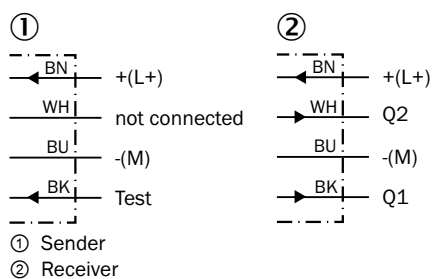 ① ②
BN +(L+) BN +(L+)
WH not connected WH Q2
BU -(M) BU -(M)
BK Test BK Q1
① Sender
② Receiver